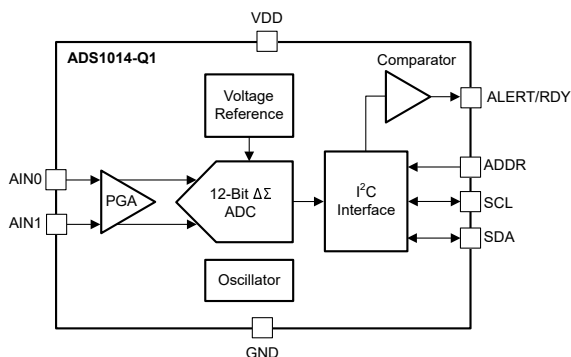 VDD
ADS1014-Q1
Comparator
Voltage
Reference
ALERT/RDY
ADDR
AIN0
PGA
12-Bit ΔΣ
ADC
I²C
Interface
SCL
AIN1
SDA
Oscillator
GND